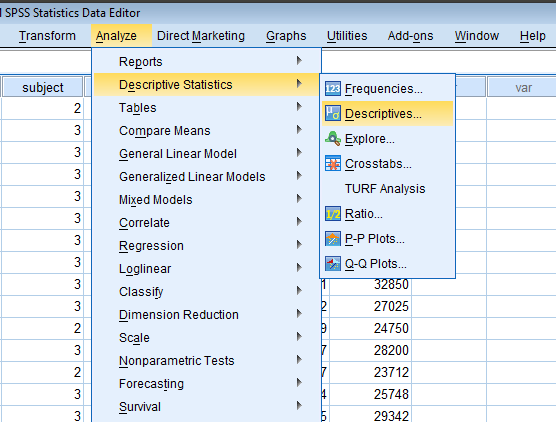 SPSS Statistics Data Editor
Transform Analyze Direct Marketing Graphs Utilities Add-ons Window Help
Reports
subject Descriptive Statistics var
Frequencies...
2 Tables
Descriptives...
3 Compare Means
Explore...
3 General Linear Model
Crosstabs...
3 Generalized Linear Models
TURF Analysis
3 Mixed Models
Ratio...
3 Correlate
P-P Plots...
3 Regression
Q-Q Plots...
3 Loglinear
3 Classify 1 32850
3 Dimension Reduction 2 27025
2 Scale 9 24750
3 Nonparametric Tests 7 28200
2 Forecasting 7 23712
3 Survival 4 25748
3 5 29342